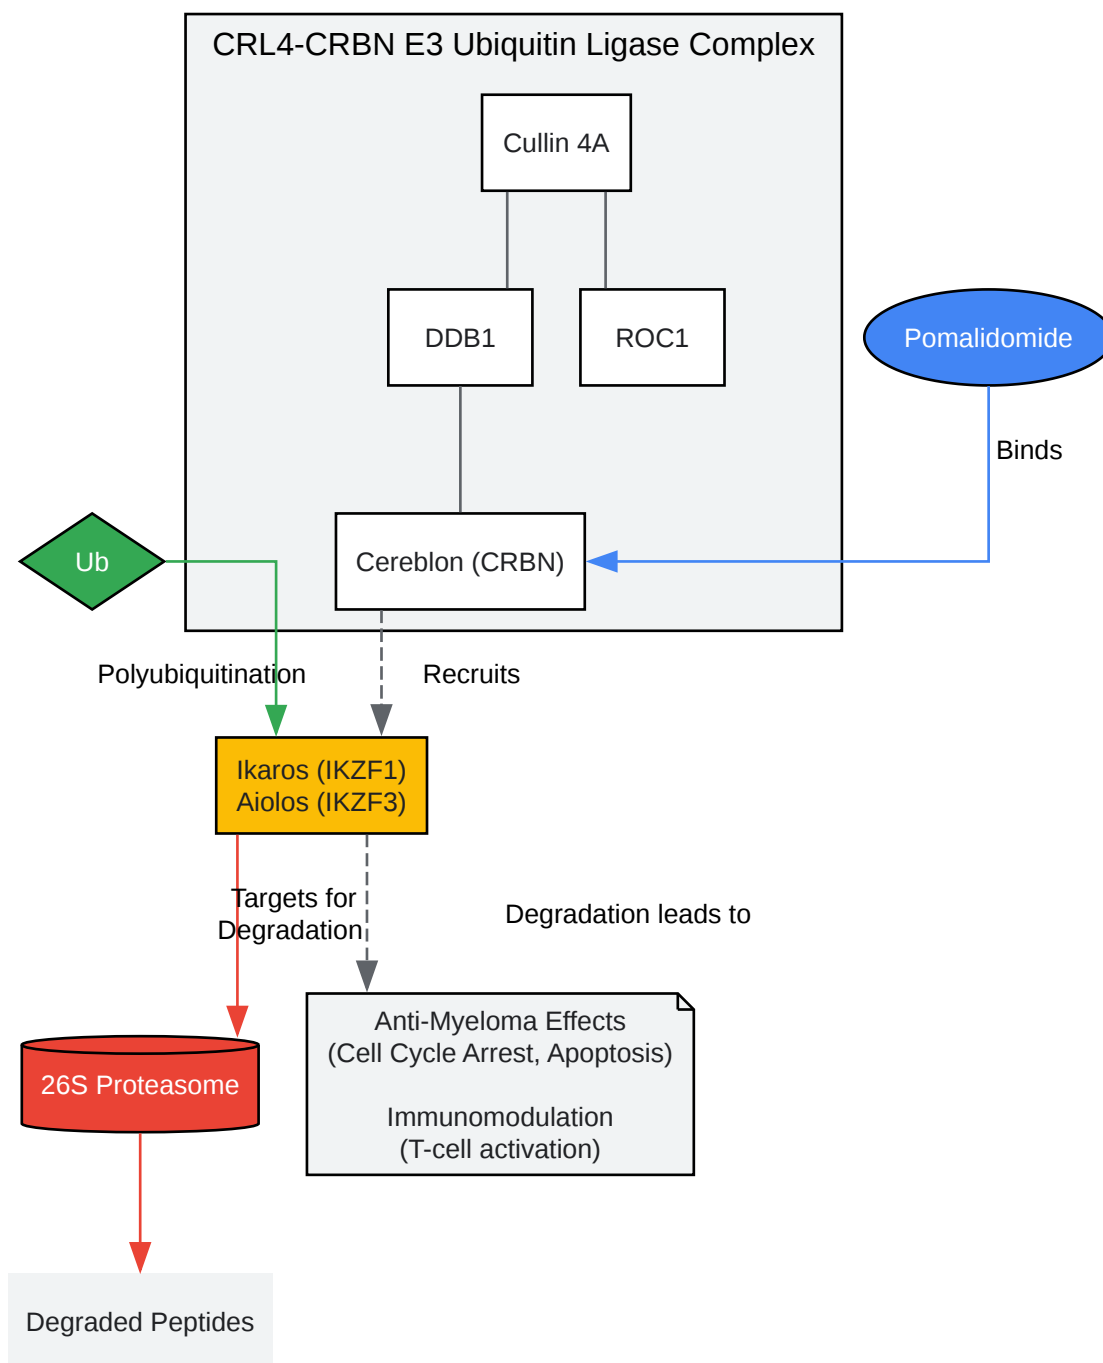 CRL4-CRBN E3 Ubiquitin Ligase Complex
Cullin 4A
DDB1
ROC1
Pomalidomide
Binds
Ub
Cereblon (CRBN)
Polyubiquitination
Recruits
Ikaros (IKZF1)
Aiolos (IKZF3)
Targets for
Degradation
Degradation leads to
Anti-Myeloma Effects
(Cell Cycle Arrest, Apoptosis)
Immunomodulation
(T-cell activation)
26S Proteasome
Degraded Peptides